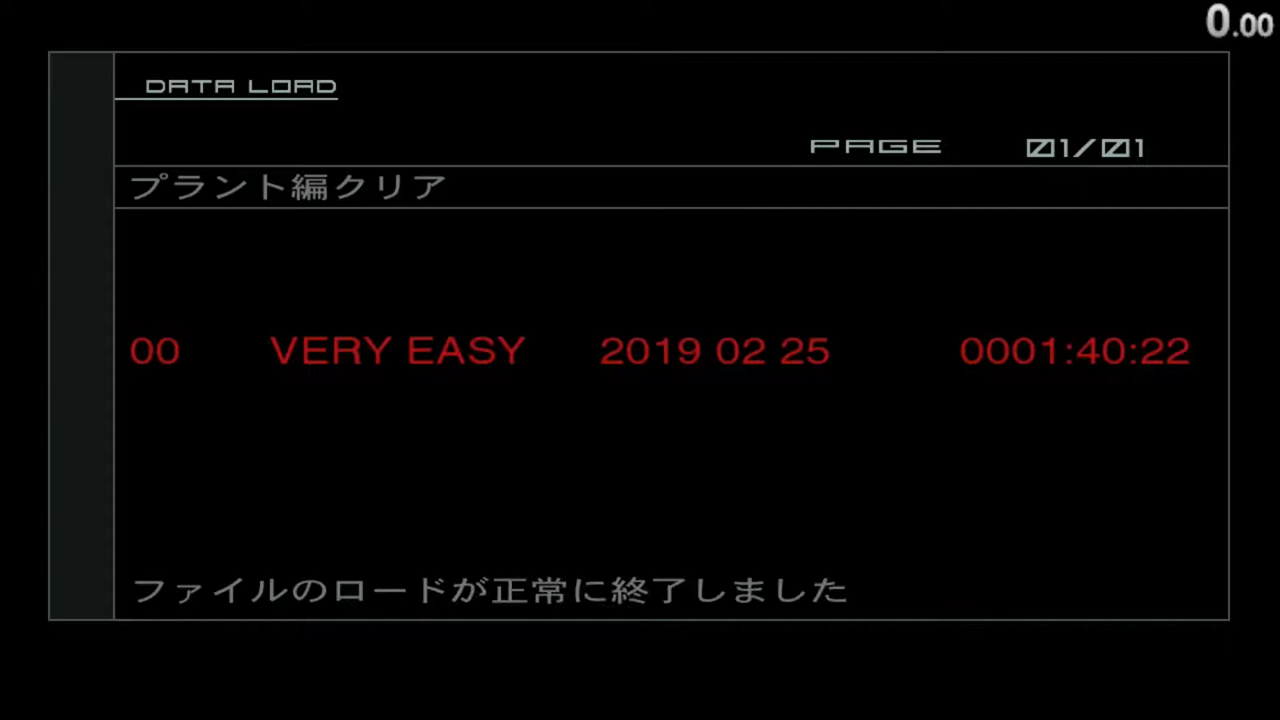 0.00
DATA LOAD
PAGE 01/01
プラント編クリア
00 VERY EASY 2019 02 25 0001:40:22
ファイルのロードが正常に終了しました